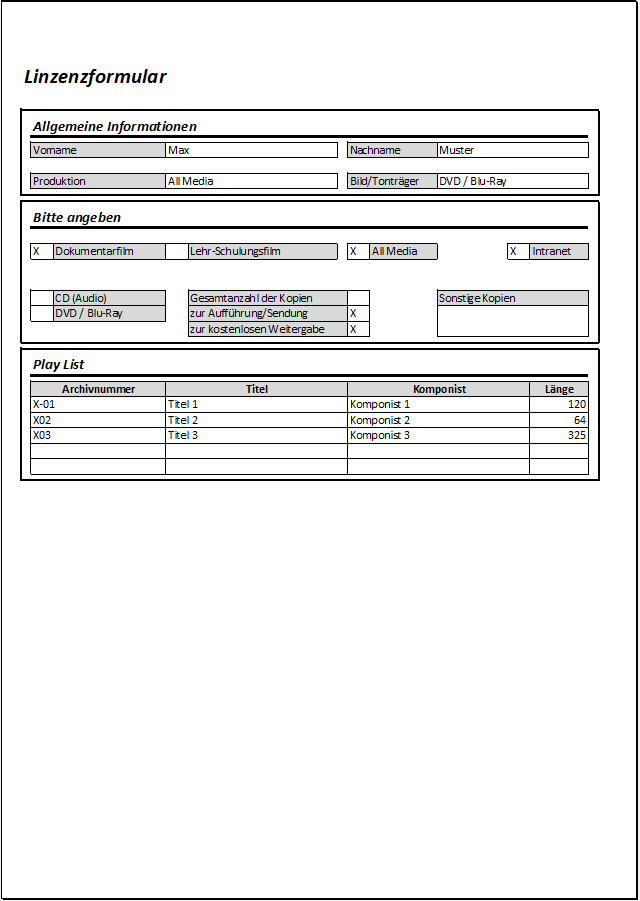 Linzenzformular
Allgemeine Informationen
Vorname Max Nachname Muster
Produktion All Media Bild/Tonträger DVD / Blu-Ray
Bitte angeben
X Dokumentarfilm Lehr-Schulungsfilm X All Media X Intranet
CD (Audio) Gesamtanzahl der Kopien Sonstige Kopien
DVD / Blu-Ray zur Aufführung/Sendung X
zur kostenlosen Weitergabe X
Play List
Archivnummer Titel Komponist Länge
X-01 Titel 1 Komponist 1 120
X02 Titel 2 Komponist 2 64
X03 Titel 3 Komponist 3 325